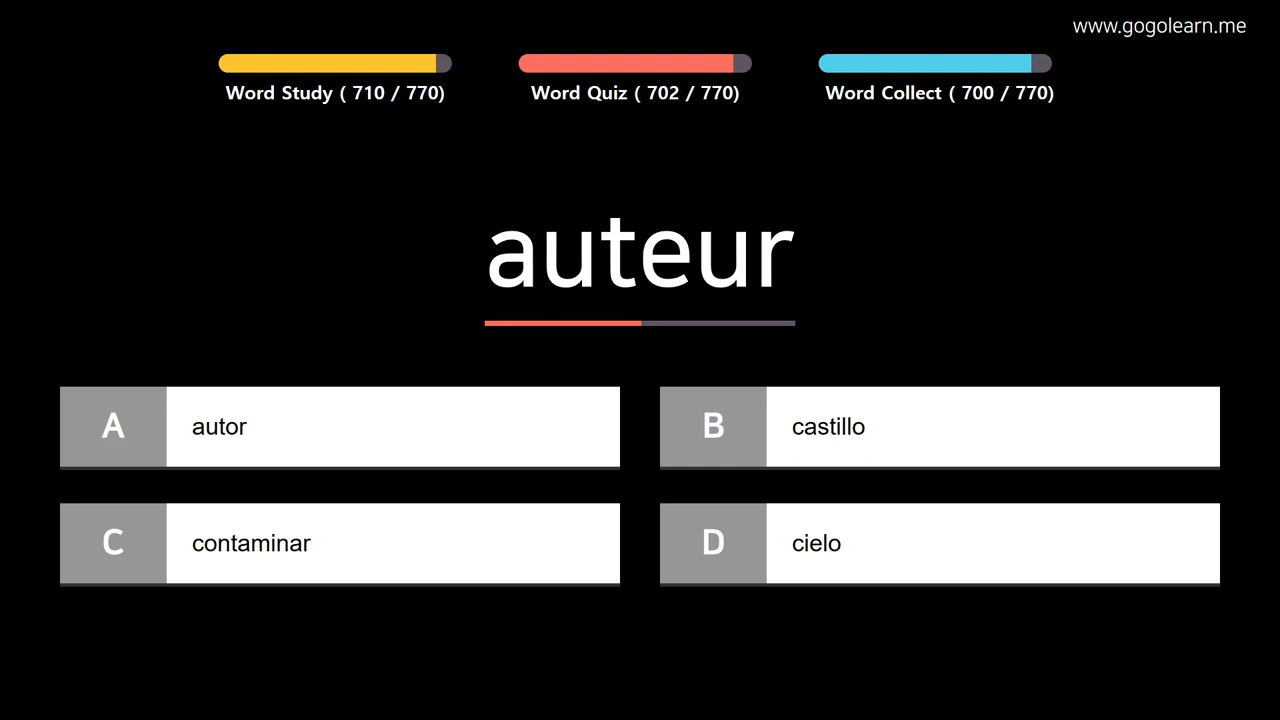 www.gogolearn.me
Word Study ( 710 / 770)
Word Quiz ( 702 / 770)
Word Collect ( 700 / 770)
auteur
A autor
B castillo
C contaminar
D cielo